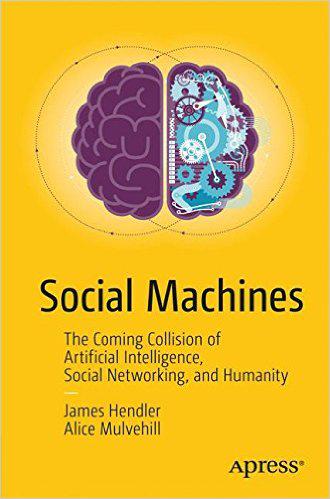 Social Machines
The Coming Collision of
Artificial Intelligence,
Social Networking, and Humanity
James Hendler
Alice Mulvehill
Apress®